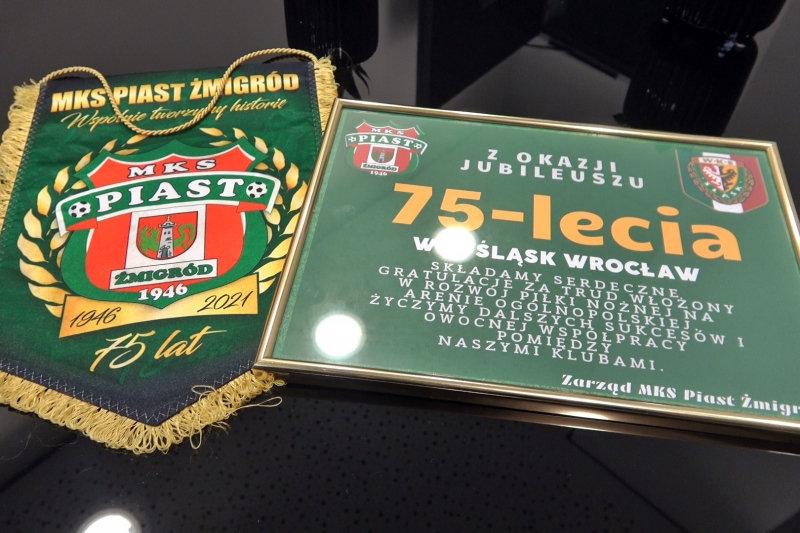 MKS PIAST ŻMIGRÓD
Wspólnie tworzymy historię
MKS
PIAST
ŻMIGRÓD
1946
1946 2021
75 lat
MKS
PIAST
ŻMIGRÓD
1946
WKS
Z OKAZJI
JUBILEUSZU
75-lecia
ŚLĄSK WROCŁAW
SKŁADAMY SERDECZNE
GRATULACJE ZA TRUD WŁOŻONY
W ROZWÓJ PIŁKI NOŻNEJ NA
ARENIE OGÓLNOPOLSKIEJ.
ŻYCZYMY DALSZYCH SUKCESÓW I
OWOCNEJ WSPÓŁPRACY
POMIĘDZY
NASZYMI KLUBAMI.
Zarząd MKS Piast Żmigr